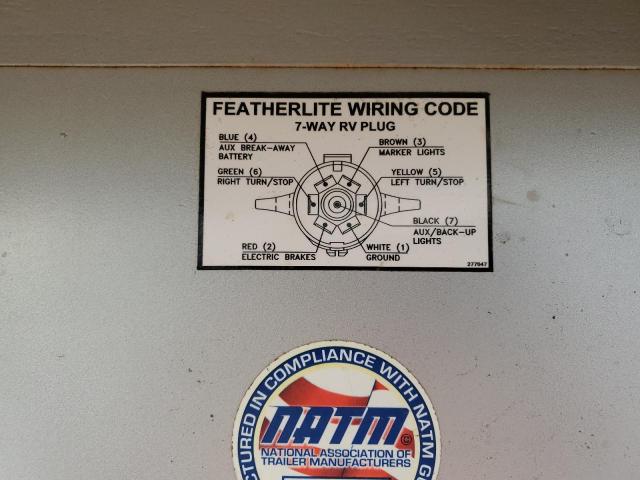 FEATHERLITE WIRING CODE
7-WAY RV PLUG
BLUE (4)
AUX BREAK-AWAY
BATTERY
BROWN (3)
MARKER LIGHTS
GREEN (6)
RIGHT TURN/STOP
YELLOW (5)
LEFT TURN/STOP
BLACK (7)
AUX/BACK-UP
LIGHTS
RED (2)
ELECTRIC BRAKES
WHITE (1)
GROUND
277047
IN COMPLIANCE WITH NATM
NATM ©
NATIONAL ASSOCIATION OF
TRAILER MANUFACTURERS